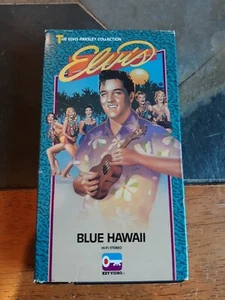 THE ELVIS PRESLEY COLLECTION
Elvis
BLUE HAWAII
HI-FI STEREO
KEY VIDEO